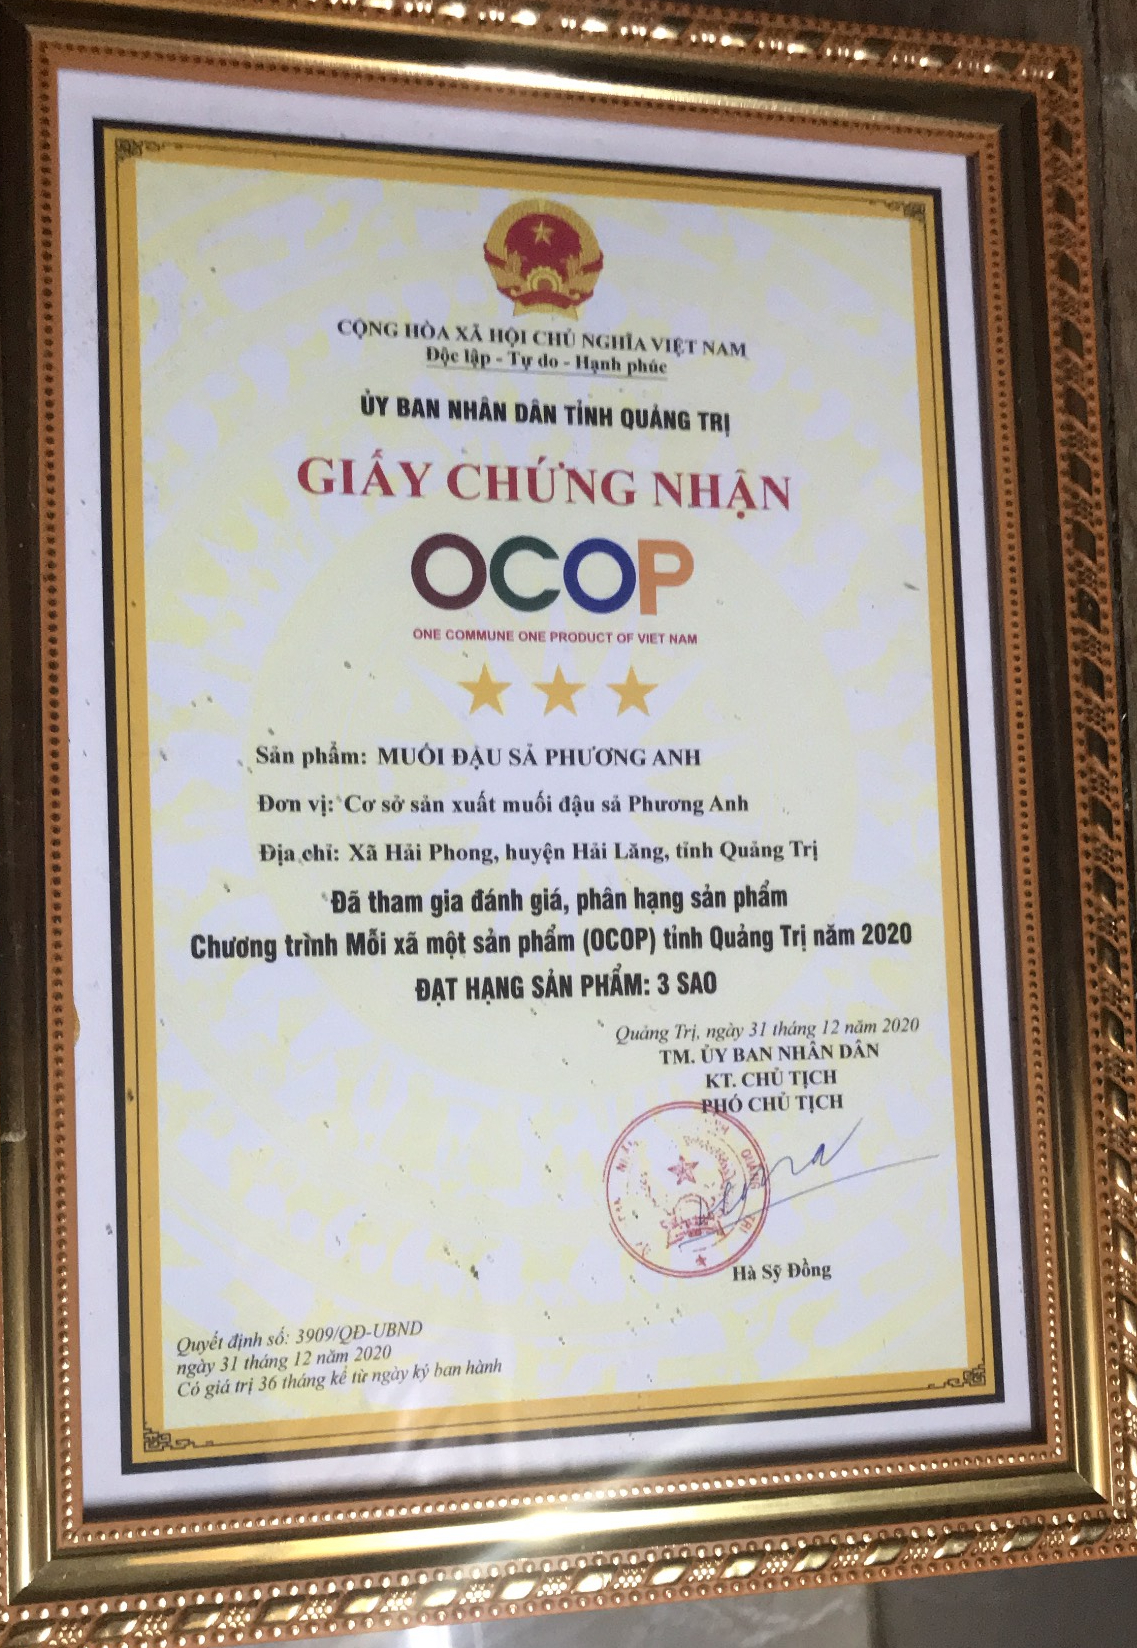 CỘNG HÒA XÃ HỘI CHỦ NGHĨA VIỆT NAM
Độc lập - Tự do - Hạnh phúc
ỦY BAN NHÂN DÂN TỈNH QUẢNG TRỊ
GIẤY CHỨNG NHẬN
OCOP
ONE COMMUNE ONE PRODUCT OF VIET NAM
Sản phẩm: MUỐI ĐẬU SẢ PHƯƠNG ANH
Đơn vị: Cơ sở sản xuất muối đậu sả Phương Anh
Địa chỉ: Xã Hải Phong, huyện Hải Lăng, tỉnh Quảng Trị
Đã tham gia đánh giá, phân hạng sản phẩm
Chương trình Mỗi xã một sản phẩm (OCOP) tỉnh Quảng Trị năm 2020
ĐẠT HẠNG SẢN PHẨM: 3 SAO
Quảng Trị, ngày 31 tháng 12 năm 2020
TM. ỦY BAN NHÂN DÂN
KT. CHỦ TỊCH
PHÓ CHỦ TỊCH
QUẢNG TRỊ
Hà Sỹ Đồng
Quyết định số: 3909/QĐ-UBND
ngày 31 tháng 12 năm 2020
Có giá trị 36 tháng kể từ ngày ký ban hành